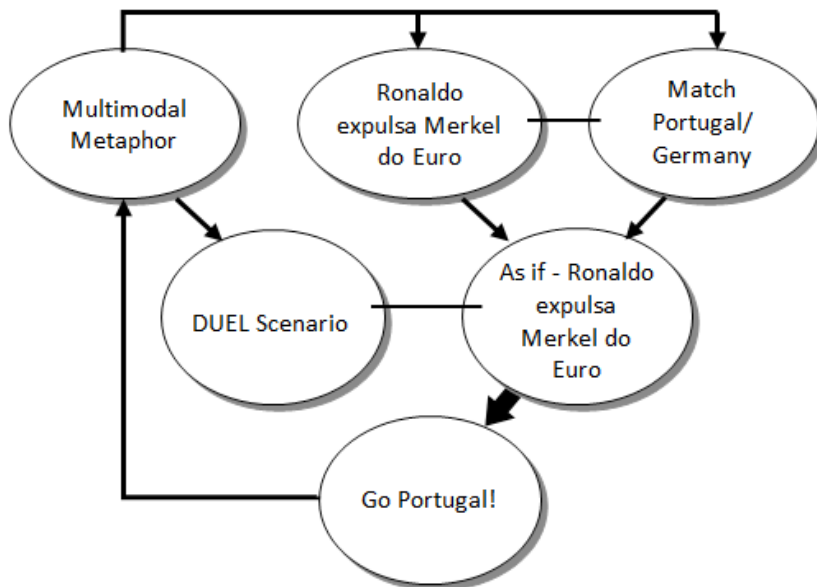 Multimodal
Metaphor
Ronaldo
expulsa Merkel
do Euro
Match
Portugal/
Germany
DUEL Scenario
As if - Ronaldo
expulsa
Merkel do
Euro
Go Portugal!